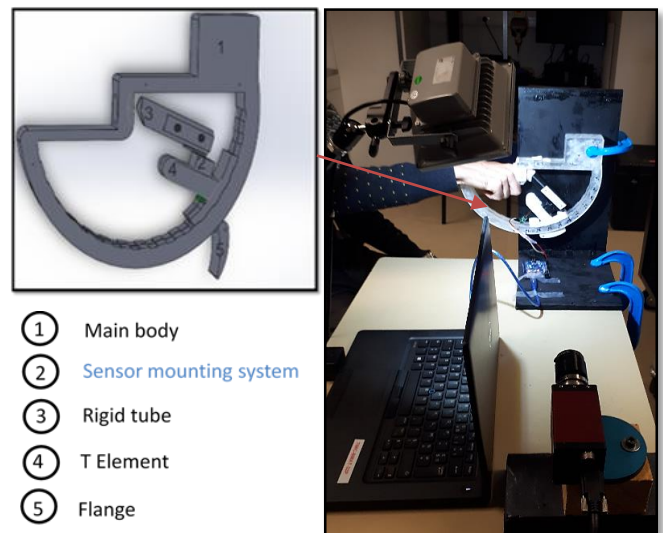 1
3
2
4
5
1 Main body
2 Sensor mounting system
3 Rigid tube
4 T Element
5 Flange